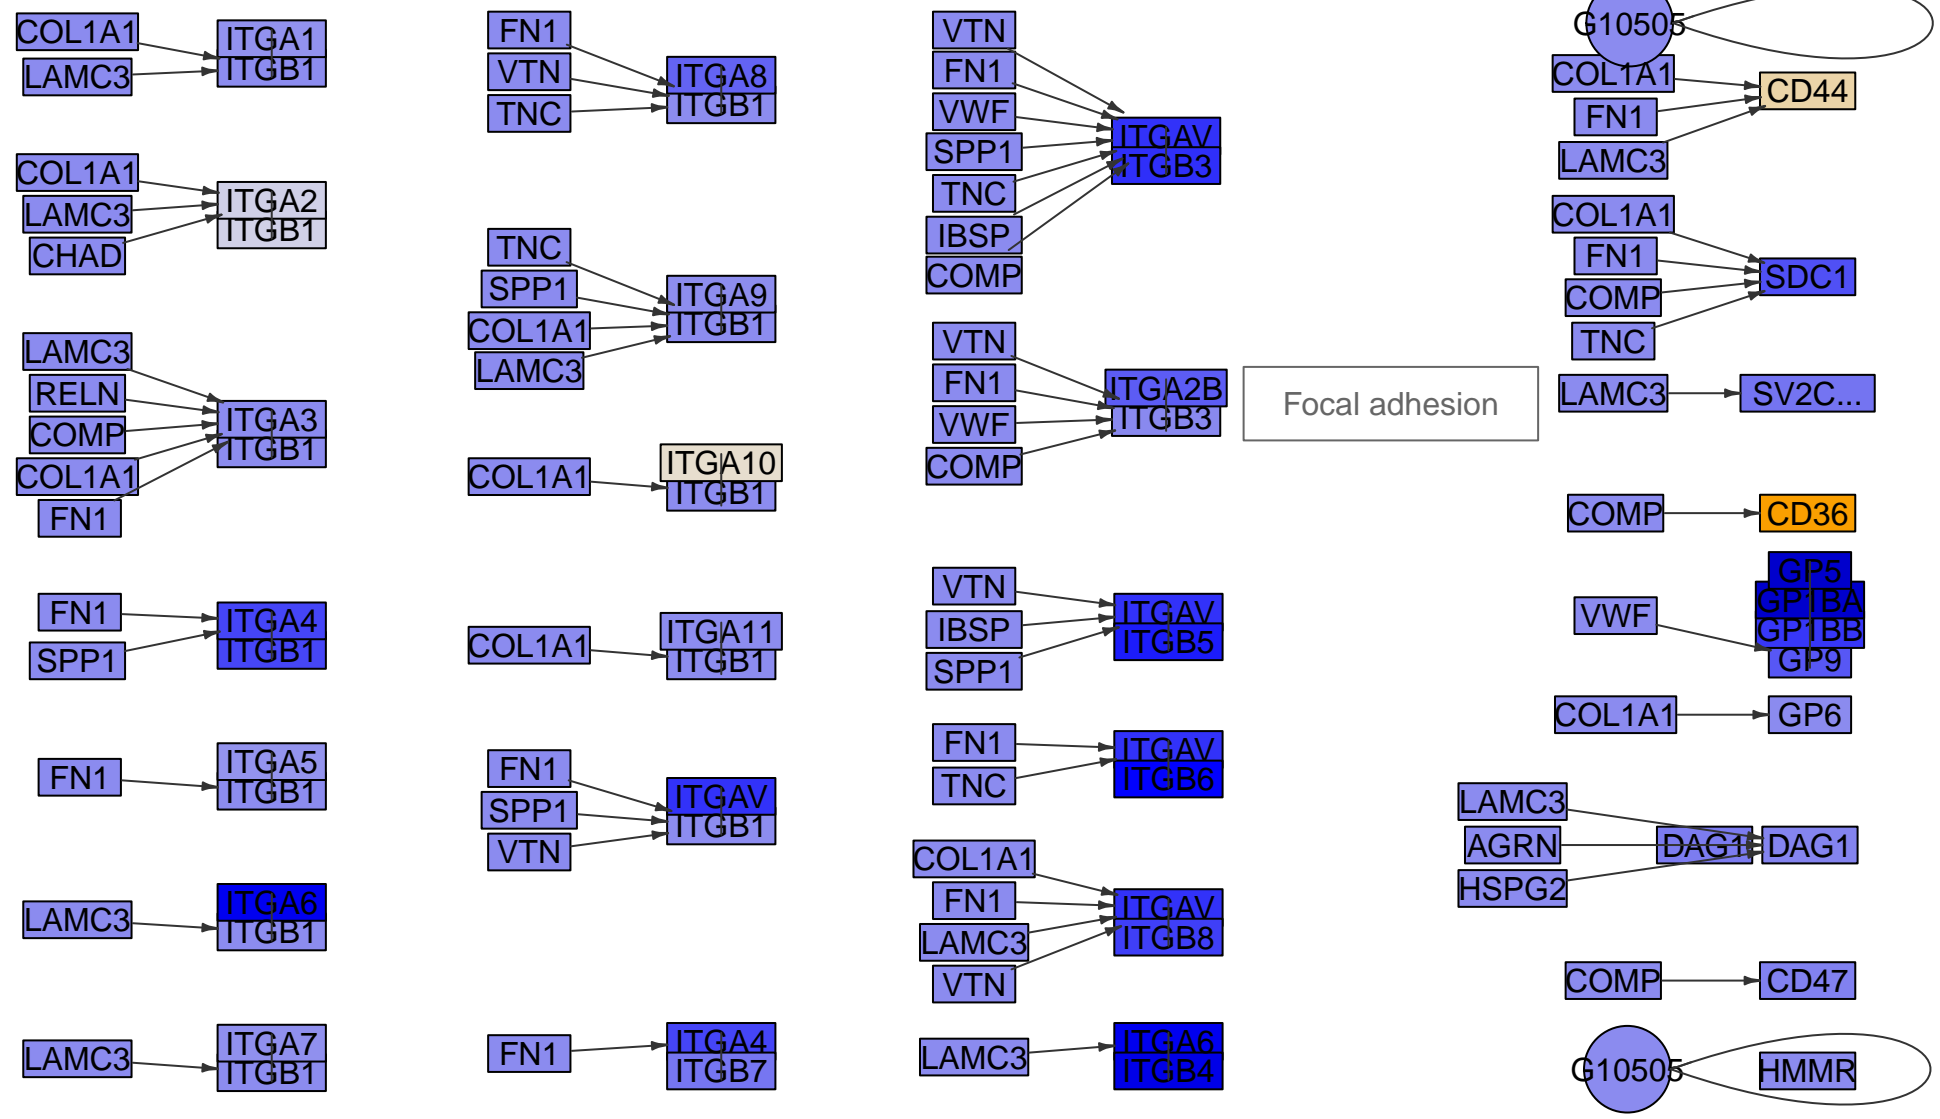 COL1A1
LAMC3
ITGA1
ITGB1
COL1A1
LAMC3
CHAD
ITGA2
ITGB1
LAMC3
RELN
COMP
COL1A1
FN1
ITGA3
ITGB1
FN1
SPP1
ITGA4
ITGB1
FN1
ITGA5
ITGB1
LAMC3
ITGA6
ITGB1
LAMC3
ITGA7
ITGB1
FN1
VTN
TNC
ITGA8
ITGB1
TNC
SPP1
COL1A1
LAMC3
ITGA9
ITGB1
COL1A1
ITGA10
ITGB1
COL1A1
ITGA11
ITGB1
FN1
SPP1
VTN
ITGAV
ITGB1
FN1
ITGA4
ITGB7
VTN
FN1
VWF
SPP1
TNC
IBSP
COMP
ITGAV
ITGB3
VTN
FN1
VWF
COMP
ITGA2B
ITGB3
Focal adhesion
VTN
IBSP
SPP1
ITGAV
ITGB5
FN1
TNC
ITGAV
ITGB6
COL1A1
FN1
LAMC3
VTN
ITGAV
ITGB8
LAMC3
ITGA6
ITGB4
G10505
COL1A1
FN1
LAMC3
CD44
COL1A1
FN1
COMP
TNC
SDC1
LAMC3
SV2C...
COMP
CD36
VWF
GP5
GP1BA
GP1BB
GP9
COL1A1
GP6
LAMC3
AGRN
HSPG2
DAG1
DAG1
COMP
CD47
G10505
HMMR